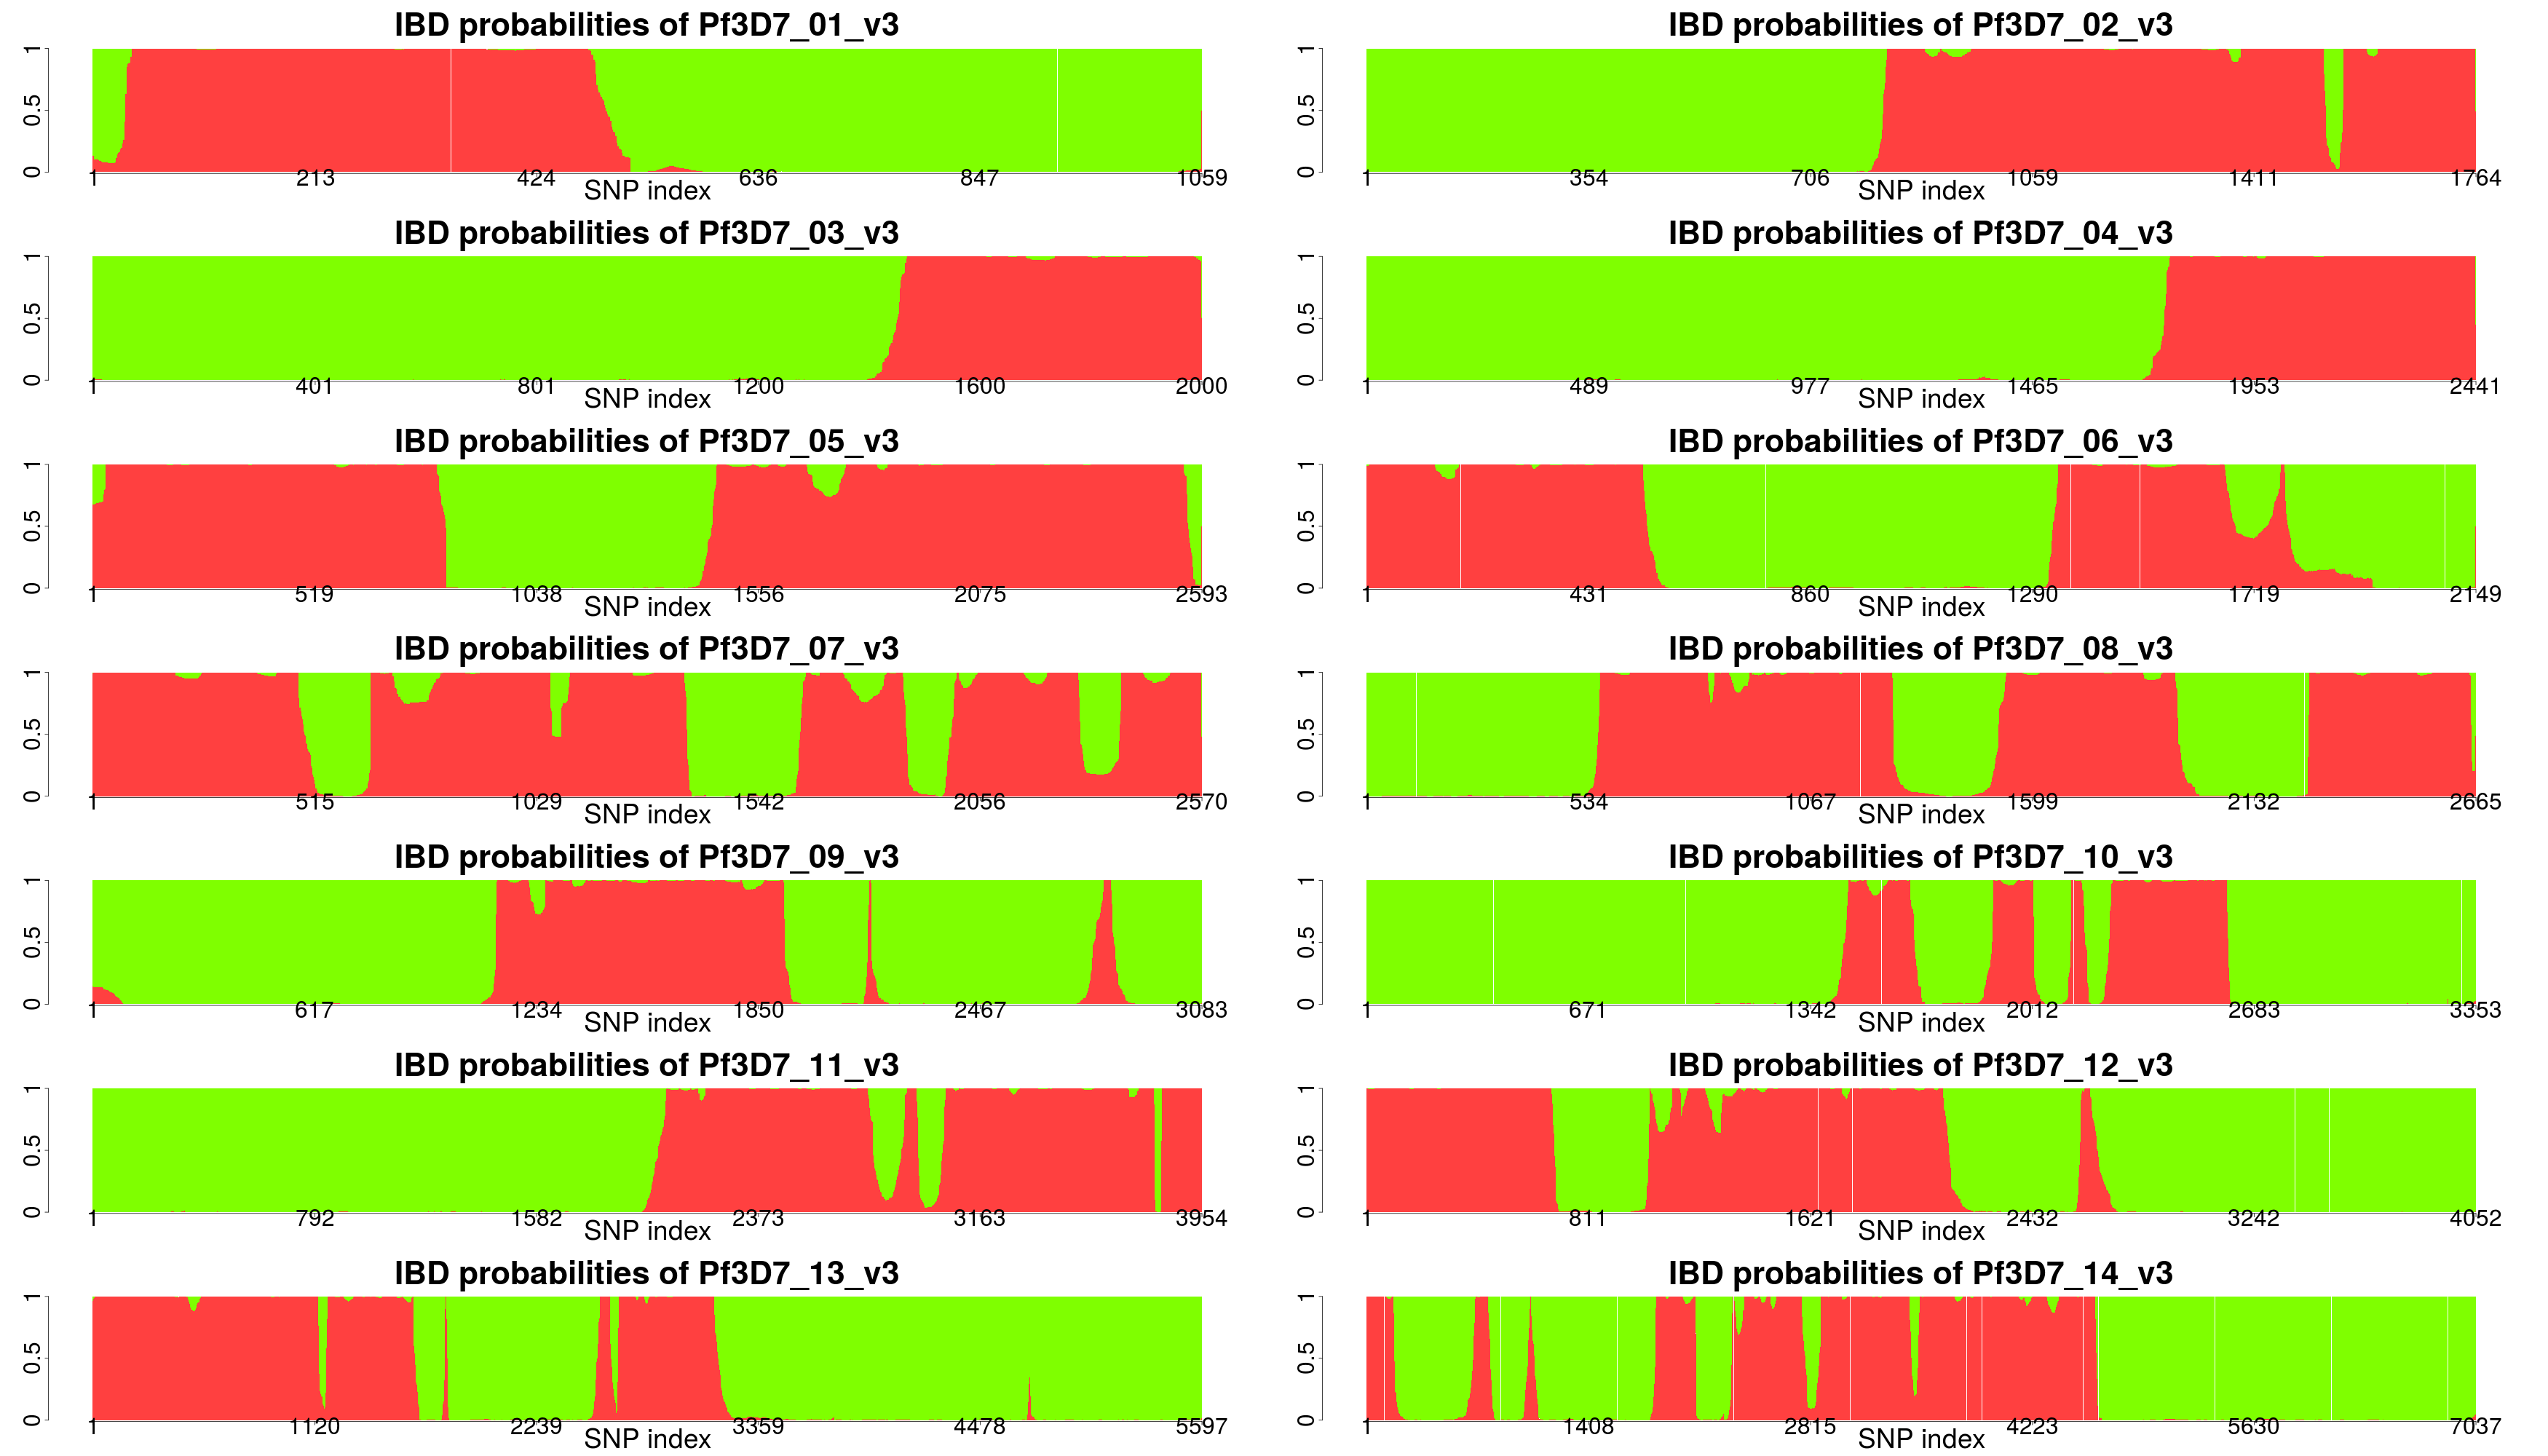 IBD probabilities of Pf3D7_01_v3
0 0.5 1
1 213 424 636 847 1059
SNP index
IBD probabilities of Pf3D7_02_v3
0 0.5 1
1 354 706 1059 1411 1764
SNP index
IBD probabilities of Pf3D7_03_v3
0 0.5 1
1 401 801 1200 1600 2000
SNP index
IBD probabilities of Pf3D7_04_v3
0 0.5 1
1 489 977 1465 1953 2441
SNP index
IBD probabilities of Pf3D7_05_v3
0 0.5 1
1 519 1038 1556 2075 2593
SNP index
IBD probabilities of Pf3D7_06_v3
0 0.5 1
1 431 860 1290 1719 2149
SNP index
IBD probabilities of Pf3D7_07_v3
0 0.5 1
1 515 1029 1542 2056 2570
SNP index
IBD probabilities of Pf3D7_08_v3
0 0.5 1
1 534 1067 1599 2132 2665
SNP index
IBD probabilities of Pf3D7_09_v3
0 0.5 1
1 617 1234 1850 2467 3083
SNP index
IBD probabilities of Pf3D7_10_v3
0 0.5 1
1 671 1342 2012 2683 3353
SNP index
IBD probabilities of Pf3D7_11_v3
0 0.5 1
1 792 1582 2373 3163 3954
SNP index
IBD probabilities of Pf3D7_12_v3
0 0.5 1
1 811 1621 2432 3242 4052
SNP index
IBD probabilities of Pf3D7_13_v3
0 0.5 1
1 1120 2239 3359 4478 5597
SNP index
IBD probabilities of Pf3D7_14_v3
0 0.5 1
1 1408 2815 4223 5630 7037
SNP index